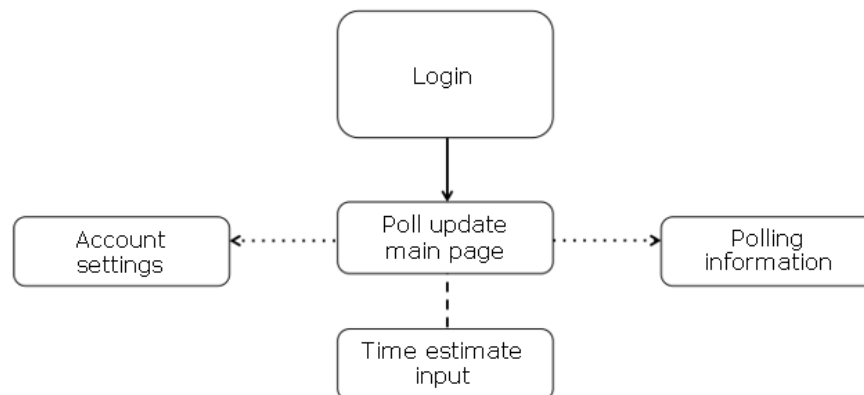 Login
Poll update
main page
Account
settings
Polling
information
Time estimate
input